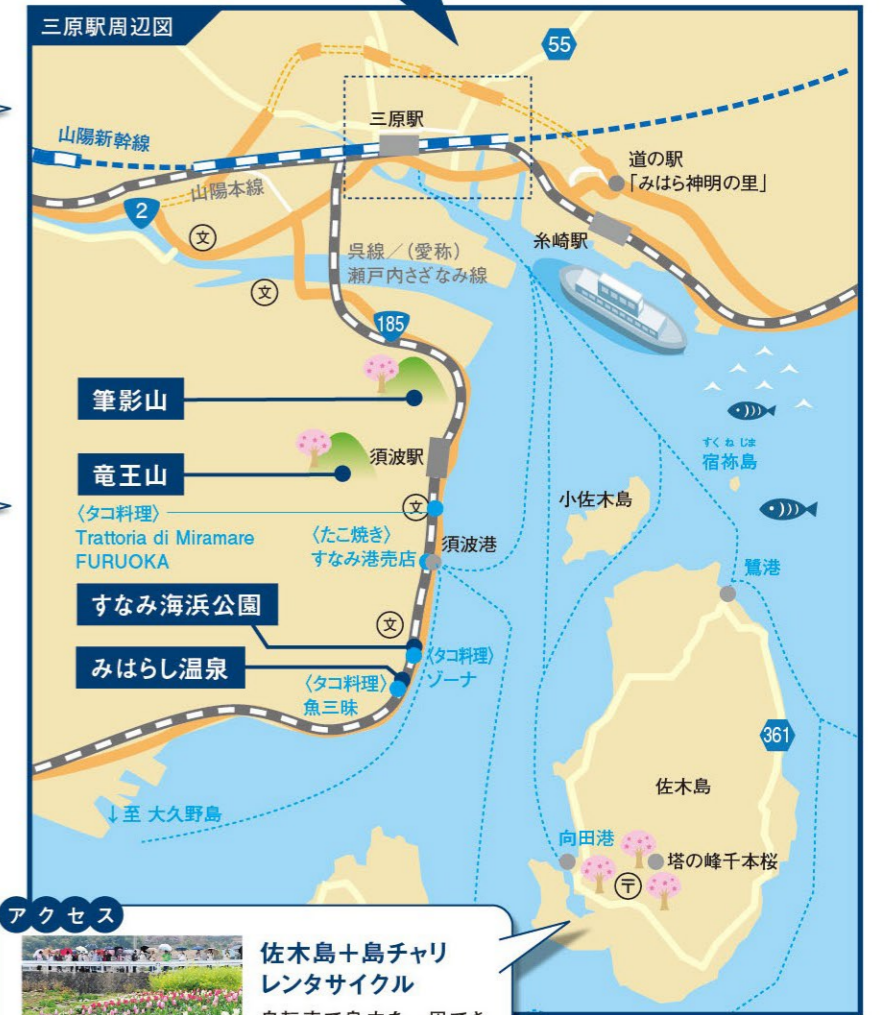 三原駅周辺図
55
三原駅
山陽新幹線
道の駅
「みはら神明の里」
山陽本線
2
文
糸崎駅
呉線／(愛称)
瀬戸内さざなみ線
文
185
筆影山
竜王山
須波駅
すくねじま
宿祢島
小佐木島
〈タコ料理〉
Trattoria di Miramare
FURUOKA
文
〈たこ焼き〉
すなみ港売店
須波港
鷺港
すなみ海浜公園
文
みはらし温泉
〈タコ料理〉
ゾーナ
〈タコ料理〉
魚三昧
361
佐木島
↓至 大久野島
向田港
塔の峰千本桜
〒
アクセス
佐木島＋島チャリ
レンタサイクル